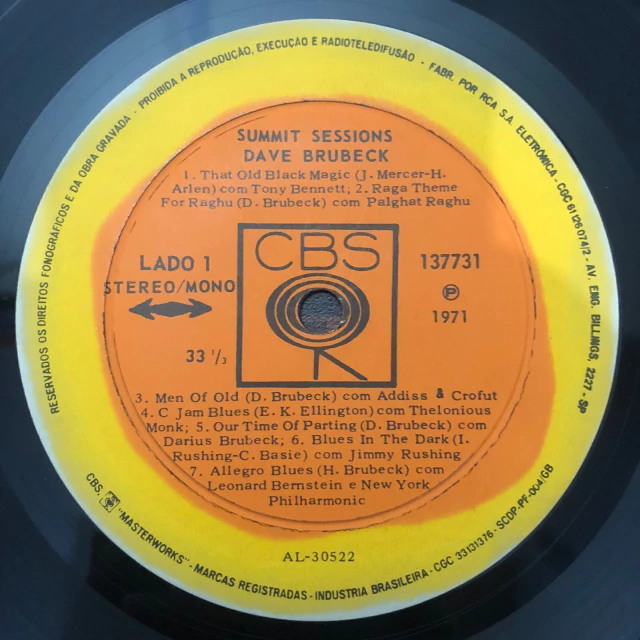 RESERVADOS OS DIREITOS FONOGRÁFICOS E DA OBRA GRAVADA - PROIBIDA A REPRODUÇÃO, EXECUÇÃO E RADIOTELEDIFUSÃO - FABR. POR RCA S.A. ELETRÔNICA - CGC 61126074/2 - AV. ENG. BILLINGS, 2227 - SP
SUMMIT SESSIONS
DAVE BRUBECK
1. That Old Black Magic (J. Mercer-H.
Arlen) com Tony Bennett; 2. Raga Theme
For Raghu (D. Brubeck) com Palghat Raghu
CBS
LADO 1
STEREO/MONO
33 1/3
137731
℗
1971
3. Men Of Old (D. Brubeck) com Addiss & Crofut
4. C Jam Blues (E. K. Ellington) com Thelonious
Monk; 5. Our Time Of Parting (D. Brubeck) com
Darius Brubeck; 6. Blues In The Dark (I.
Rushing-C. Basie) com Jimmy Rushing
7. Allegro Blues (H. Brubeck) com
Leonard Bernstein e New York
Philharmonic
AL-30522
CBS, "MASTERWORKS" - MARCAS REGISTRADAS - INDUSTRIA BRASILEIRA - CGC 33131376 - SCDP-PF-004/GB